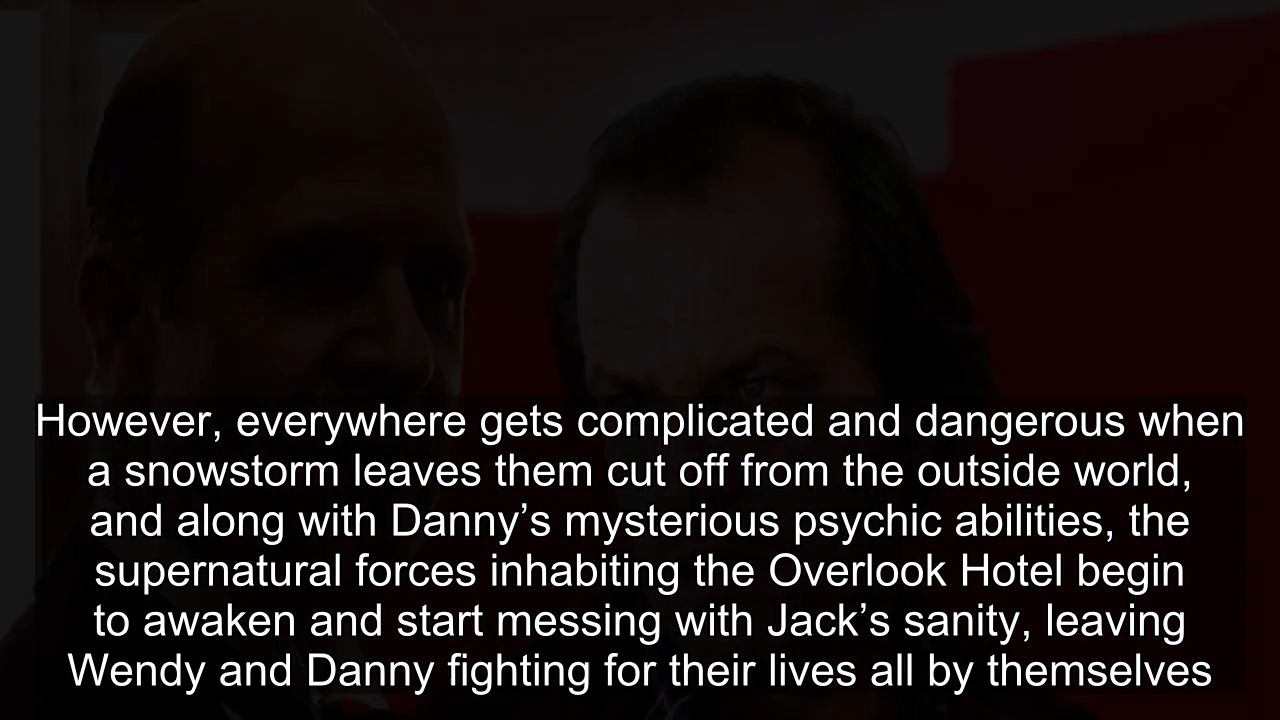 However, everywhere gets complicated and dangerous when
a snowstorm leaves them cut off from the outside world,
and along with Danny’s mysterious psychic abilities, the
supernatural forces inhabiting the Overlook Hotel begin
to awaken and start messing with Jack’s sanity, leaving
Wendy and Danny fighting for their lives all by themselves